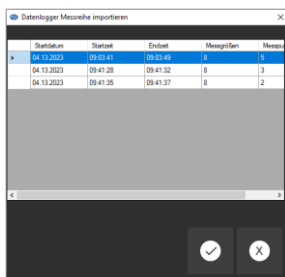 Datenlogger Messreihe importieren
Startdatum Startzeit Endzeit Messgrößen Messpu
04.13.2023 09:03:41 09:03:49 8 5
04.13.2023 09:41:28 09:41:32 8 3
04.13.2023 09:41:35 09:41:37 8 2